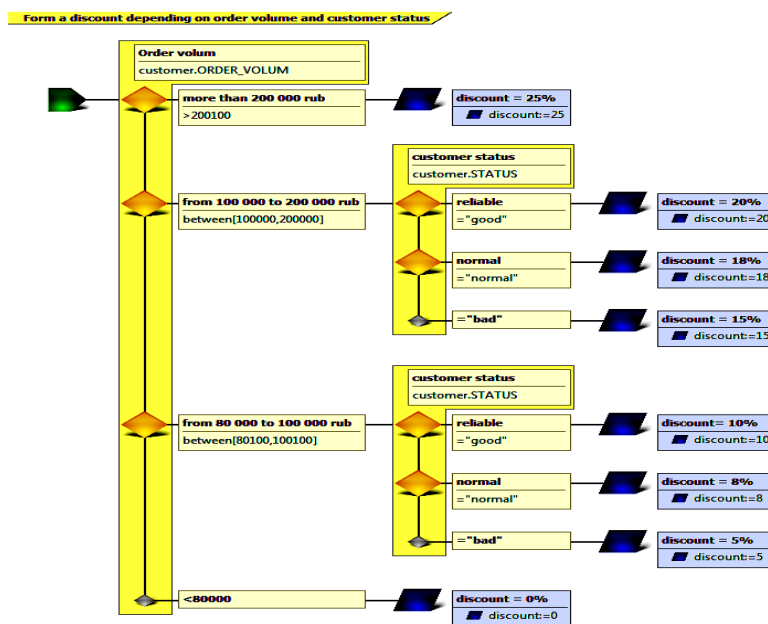 Form a discount depending on order volume and customer status
Order volum
customer.ORDER_VOLUM
more than 200 000 rub
>200100
discount = 25%
discount:=25
customer status
customer.STATUS
from 100 000 to 200 000 rub
between[100000,200000]
reliable
="good"
discount = 20%
discount:=20
normal
="normal"
discount = 18%
discount:=18
="bad"
discount = 15%
discount:=15
customer status
customer.STATUS
from 80 000 to 100 000 rub
between[80100,100100]
reliable
="good"
discount = 10%
discount:=10
normal
="normal"
discount = 8%
discount:=8
="bad"
discount = 5%
discount:=5
<80000
discount = 0%
discount:=0